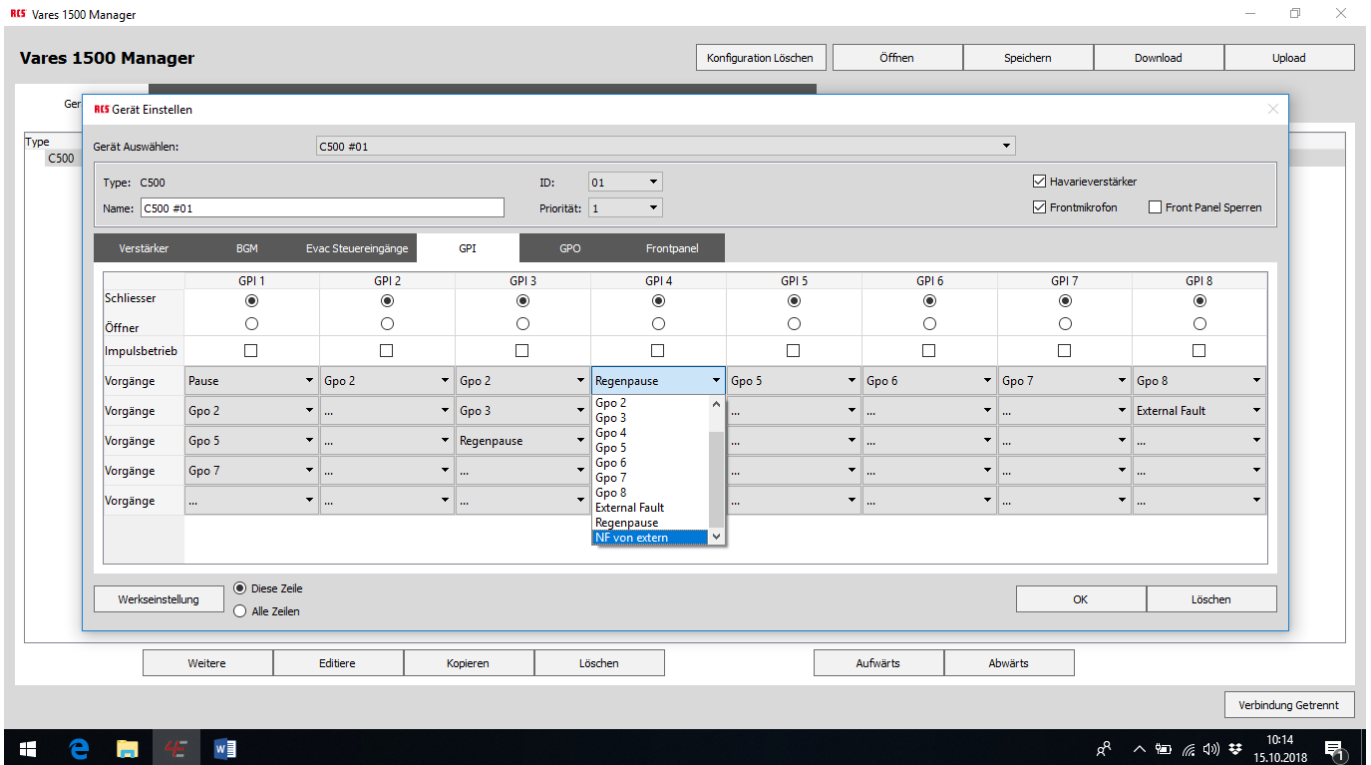 RCS Vares 1500 Manager
Vares 1500 Manager
Konfiguration Löschen Öffnen Speichern Download Upload
Ger
RCS Gerät Einstellen
Type
C500
Gerät Auswählen: C500 #01
Type: C500 ID: 01 Havarieverstärker
Name: C500 #01 Priorität: 1 Frontmikrofon Front Panel Sperren
Verstärker BGM Evac Steuereingänge GPI GPO Frontpanel
GPI 1 GPI 2 GPI 3 GPI 4 GPI 5 GPI 6 GPI 7 GPI 8
Schliesser
Öffner
Impulsbetrieb
Vorgänge Pause Gpo 2 Gpo 2 Regenpause Gpo 5 Gpo 6 Gpo 7 Gpo 8
Vorgänge Gpo 2 ... Gpo 3 ... ... ... External Fault
Vorgänge Gpo 5 ... Regenpause ... ... ... ...
Vorgänge Gpo 7 ... ... ... ... ... ...
Vorgänge ... ... ... ... ... ... ...
Gpo 2
Gpo 3
Gpo 4
Gpo 5
Gpo 6
Gpo 7
Gpo 8
External Fault
Regenpause
NF von extern
Werkseinstellung Diese Zeile
Alle Zeilen
OK Löschen
Weitere Editiere Kopieren Löschen Aufwärts Abwärts
Verbindung Getrennt
10:14
15.10.2018
1